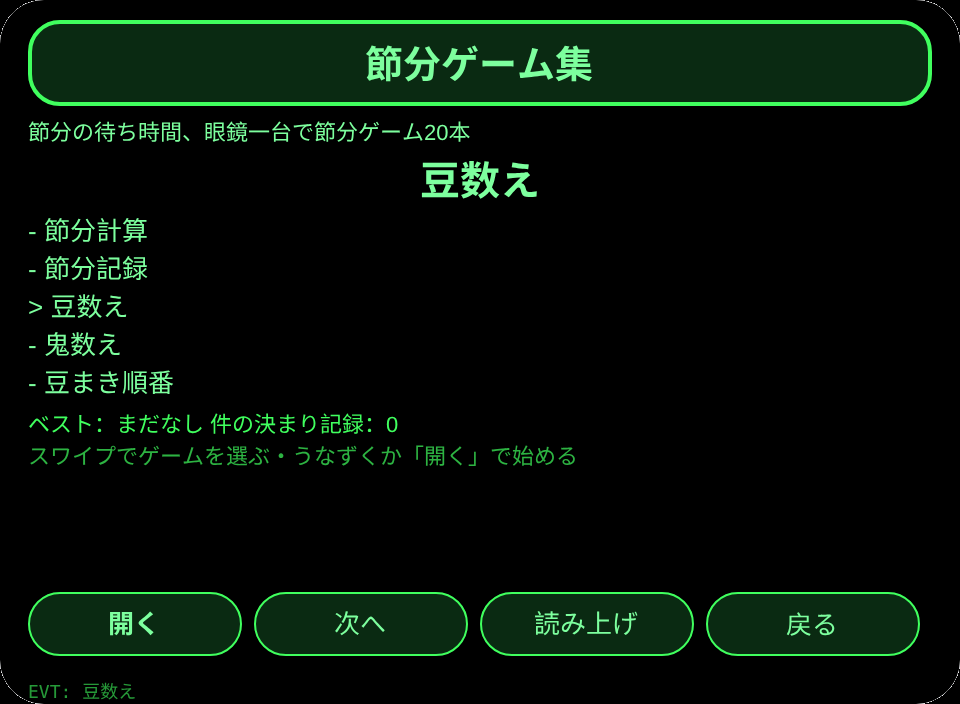 節分ゲーム集
節分の待ち時間、眼鏡一台で節分ゲーム20本
豆数え
- 節分計算
- 節分記録
> 豆数え
- 鬼数え
- 豆まき順番
ベスト: まだなし 件の決まり記録: 0
スワイプでゲームを選ぶ・うなずくか「開く」で始める
開く
次へ
読み上げ
戻る
EVT: 豆数え